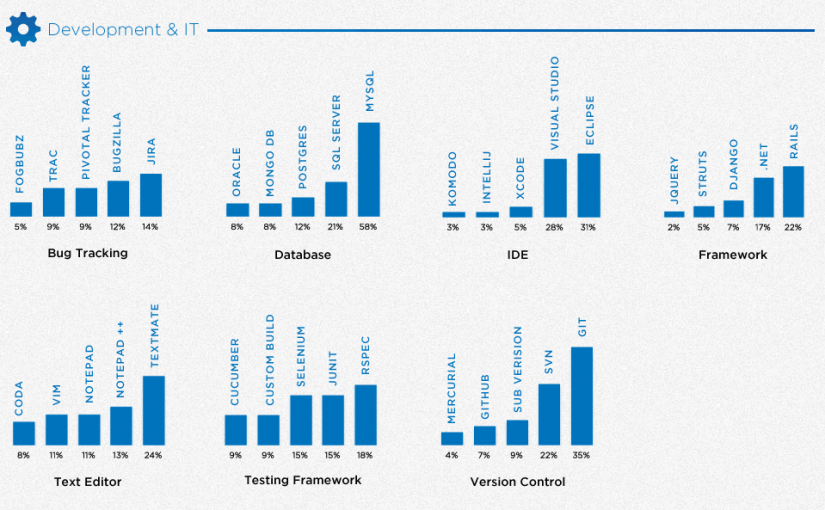 Development & IT
FOGBUBZ
TRAC
PIVOTAL TRACKER
BUGZILLA
JIRA
5% 9% 9% 12% 14%
Bug Tracking
ORACLE
MONGO DB
POSTGRES
SQL SERVER
MYSQL
8% 8% 12% 21% 58%
Database
KOMODO
INTELLIJ
XCODE
VISUAL STUDIO
ECLIPSE
3% 3% 5% 28% 31%
IDE
JQUERY
STRUTS
DJANGO
.NET
RAILS
2% 5% 7% 17% 22%
Framework
CODA
VIM
NOTEPAD
NOTEPAD ++
TEXTMATE
8% 11% 11% 13% 24%
Text Editor
CUCUMBER
CUSTOM BUILD
SELENIUM
JUNIT
RSPEC
9% 9% 15% 15% 18%
Testing Framework
MERCURIAL
GITHUB
SUB VERISION
SVN
GIT
4% 7% 9% 22% 35%
Version Control